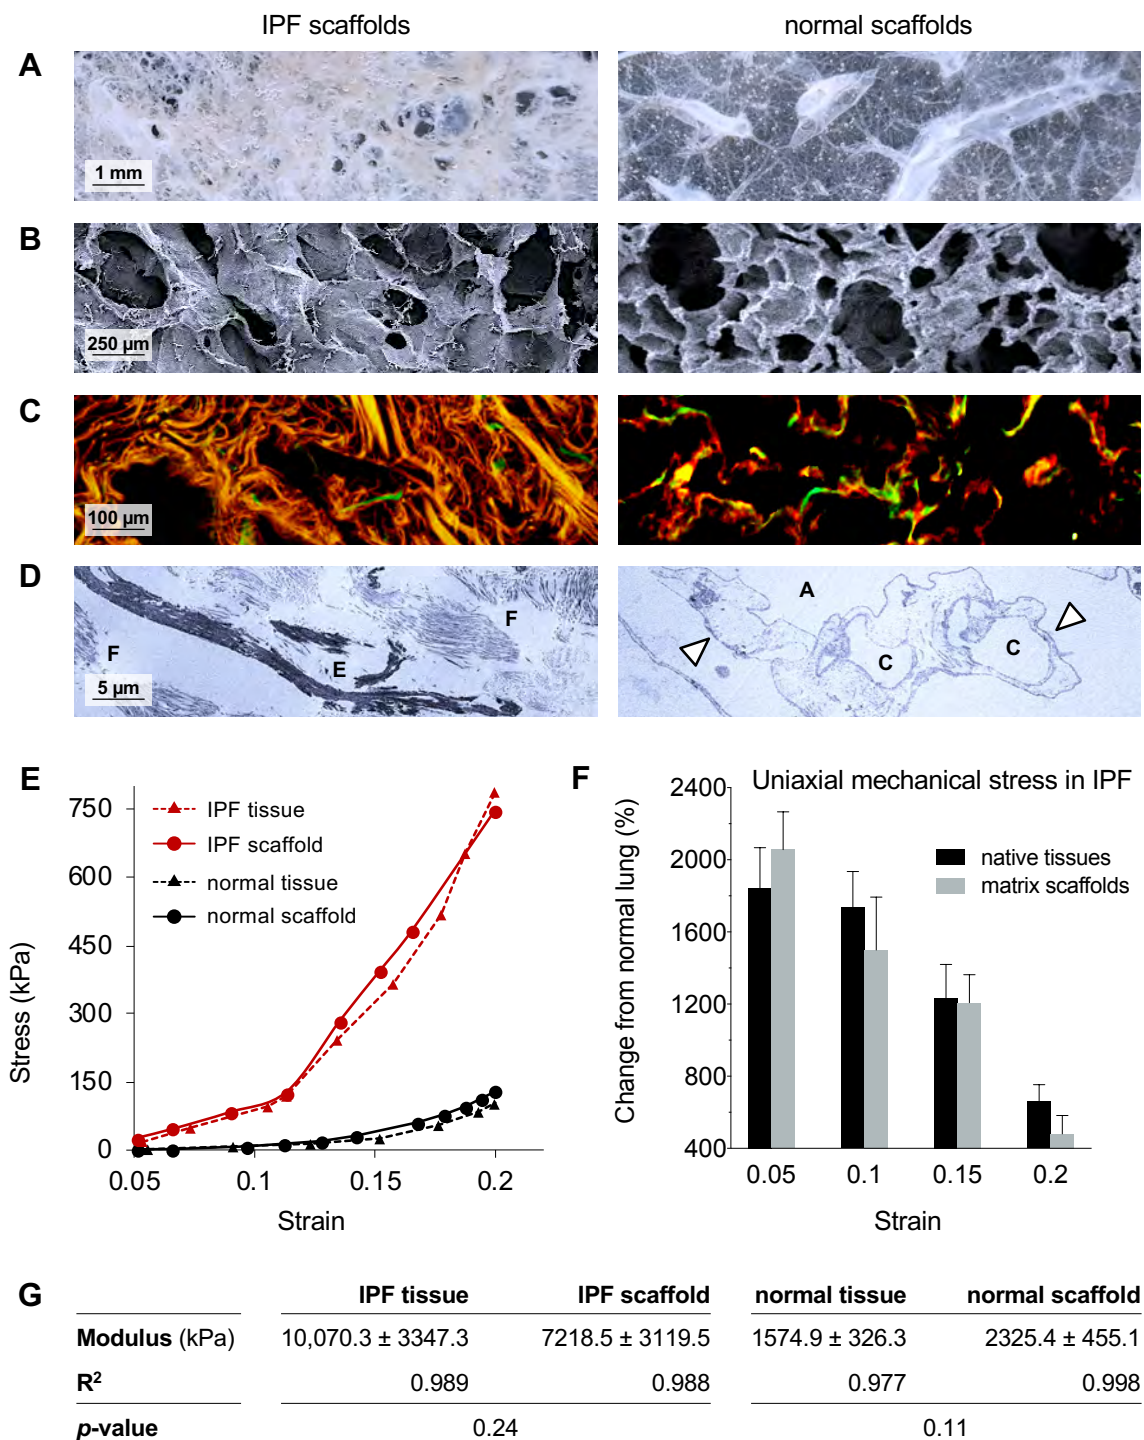 IPF scaffolds normal scaffolds
A
1 mm
B
250 µm
C
100 µm
D
F
F
E
5 µm
A
C
C
E
750
600
450
300
150
0
0.05 0.1 0.15 0.2
Stress (kPa)
Strain
IPF tissue
IPF scaffold
normal tissue
normal scaffold
F
Uniaxial mechanical stress in IPF
2400
2000
1600
1200
800
400
0.05 0.1 0.15 0.2
Change from normal lung (%)
Strain
native tissues
matrix scaffolds
G
IPF tissue IPF scaffold normal tissue normal scaffold
Modulus (kPa) 10,070.3 ± 3347.3 7218.5 ± 3119.5 1574.9 ± 326.3 2325.4 ± 455.1
R² 0.989 0.988 0.977 0.998
p-value 0.24 0.11